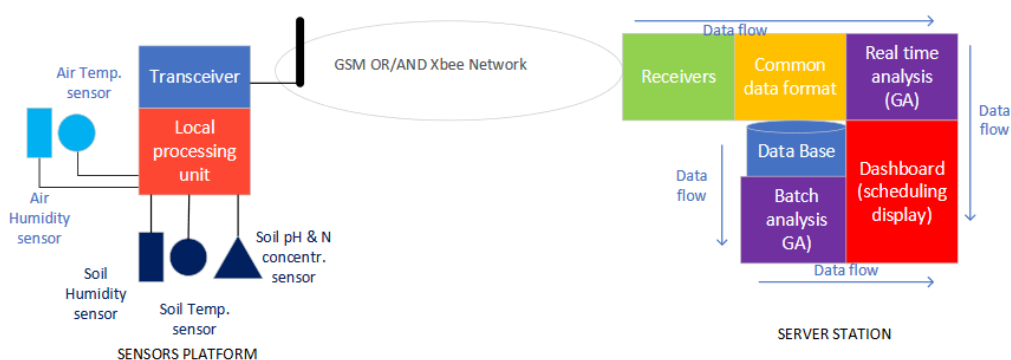 Air Temp.
sensor
Transceiver
Local
processing
unit
Air
Humidity
sensor
Soil
Humidity
sensor
Soil Temp.
sensor
Soil pH & N
concentr.
sensor
SENSORS PLATFORM
GSM OR/AND Xbee Network
Data flow
Receivers
Common
data format
Real time
analysis
(GA)
Data
flow
Data Base
Data
flow
Batch
analysis
GA)
Dashboard
(scheduling
display)
Data flow
SERVER STATION